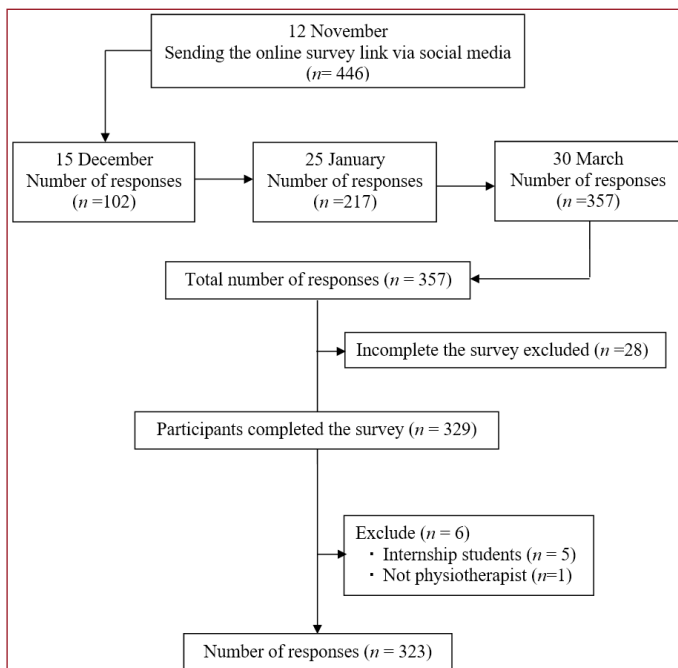 12 November
Sending the online survey link via social media
(n= 446)
15 December
Number of responses
(n =102)
25 January
Number of responses
(n =217)
30 March
Number of responses
(n =357)
Total number of responses (n = 357)
Incomplete the survey excluded (n =28)
Participants completed the survey (n = 329)
Exclude (n = 6)
· Internship students (n = 5)
· Not physiotherapist (n=1)
Number of responses (n = 323)